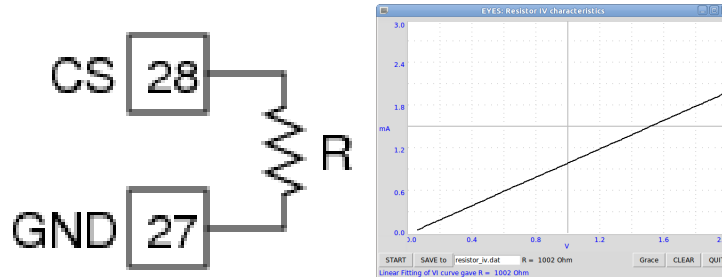 CS 28
R
GND 27
EYES: Resistor IV characteristics
3.0
2.4
1.8
mA
1.2
0.6
0.0
0.0 0.4 0.8 1.2 1.6
V
START SAVE to resistor_iv.dat R = 1002 Ohm Grace CLEAR QUI
Linear Fitting of VI curve gave R = 1002 Ohm